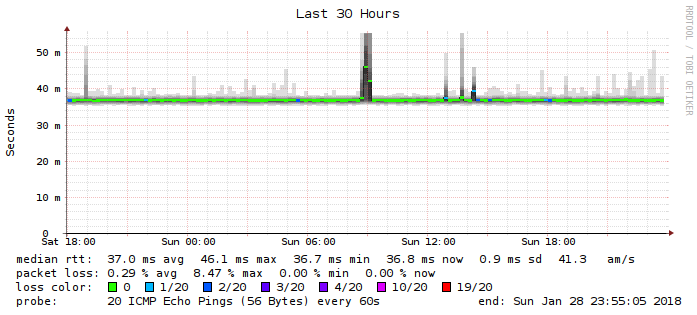 Last 30 Hours
RRDTOOL / TOBI OETIKER
Seconds
50 m
40 m
30 m
20 m
10 m
0
Sat 18:00 Sun 00:00 Sun 06:00 Sun 12:00 Sun 18:00
median rtt: 37.0 ms avg 46.1 ms max 36.7 ms min 36.8 ms now 0.9 ms sd 41.3 am/s
packet loss: 0.29 % avg 8.47 % max 0.00 % min 0.00 % now
loss color: 0 1/20 2/20 3/20 4/20 10/20 19/20
probe: 20 ICMP Echo Pings (56 Bytes) every 60s end: Sun Jan 28 23:55:05 2018